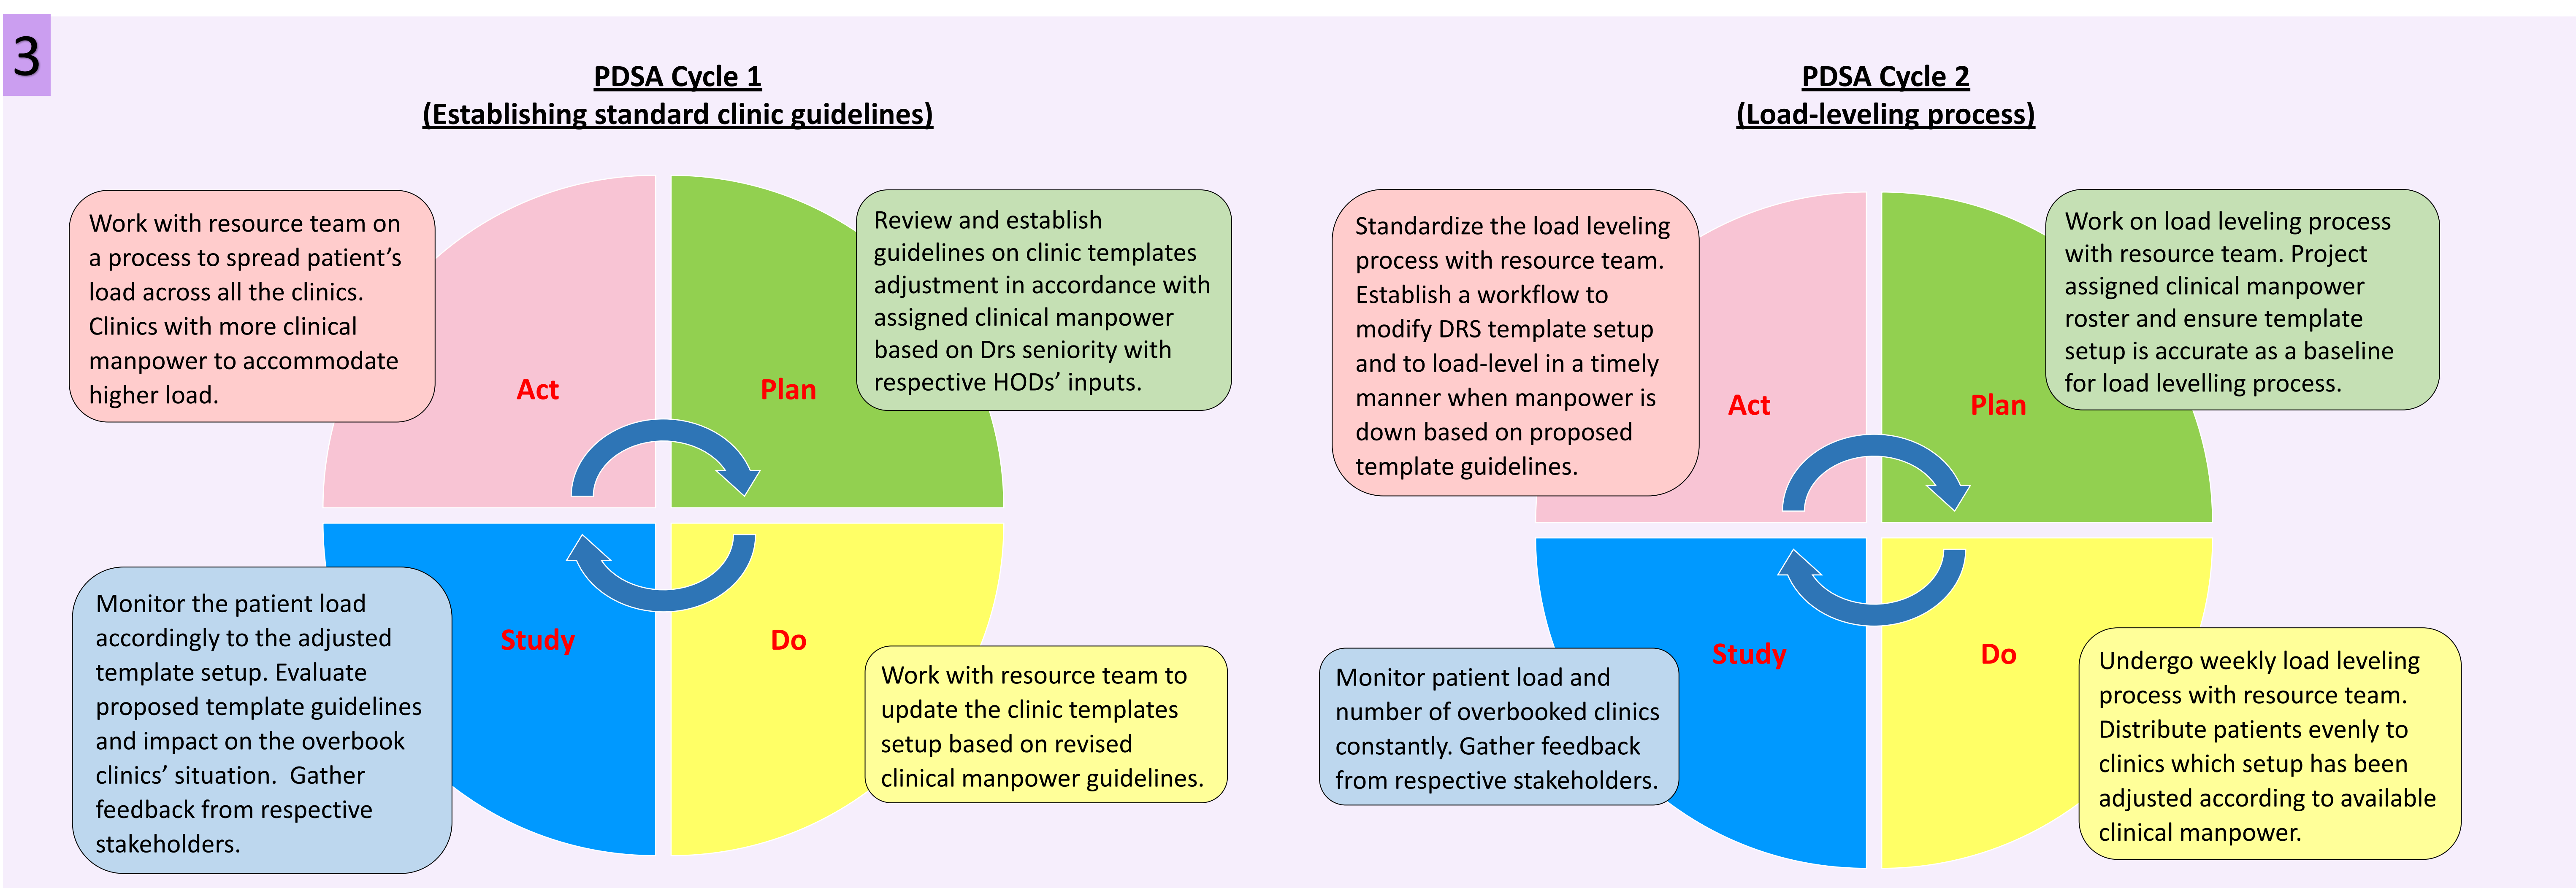 3
PDSA Cycle 1
(Establishing standard clinic guidelines)
Work with resource team on
a process to spread patient's
load across all the clinics.
Clinics with more clinical
manpower to accommodate
higher load.
Act
Plan
Review and establish
guidelines on clinic templates
adjustment in accordance with
assigned clinical manpower
based on Drs seniority with
respective HODs' inputs.
Monitor the patient load
accordingly to the adjusted
template setup. Evaluate
proposed template guidelines
and impact on the overbook
clinics' situation.  Gather
feedback from respective
stakeholders.
Study
Do
Work with resource team to
update the clinic templates
setup based on revised
clinical manpower guidelines.
PDSA Cycle 2
(Load-leveling process)
Standardize the load leveling
process with resource team.
Establish a workflow to
modify DRS template setup
and to load-level in a timely
manner when manpower is
down based on proposed
template guidelines.
Act
Plan
Work on load leveling process
with resource team. Project
assigned clinical manpower
roster and ensure template
setup is accurate as a baseline
for load levelling process.
Monitor patient load and
number of overbooked clinics
constantly. Gather feedback
from respective stakeholders.
Study
Do
Undergo weekly load leveling
process with resource team.
Distribute patients evenly to
clinics which setup has been
adjusted according to available
clinical manpower.